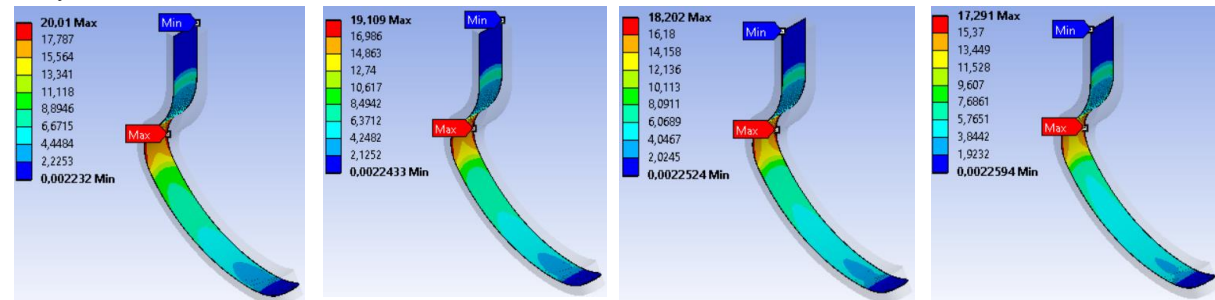 20,01 Max
17,787
15,564
13,341
11,118
8,8946
6,6715
4,4484
2,2253
0,002232 Min
Min
Max
19,109 Max
16,986
14,863
12,74
10,617
8,4942
6,3712
4,2482
2,1252
0,0022433 Min
Min
Max
18,202 Max
16,18
14,158
12,136
10,113
8,0911
6,0689
4,0467
2,0245
0,0022524 Min
Min
Max
17,291 Max
15,37
13,449
11,528
9,607
7,6861
5,7651
3,8442
1,9232
0,0022594 Min
Min
Max